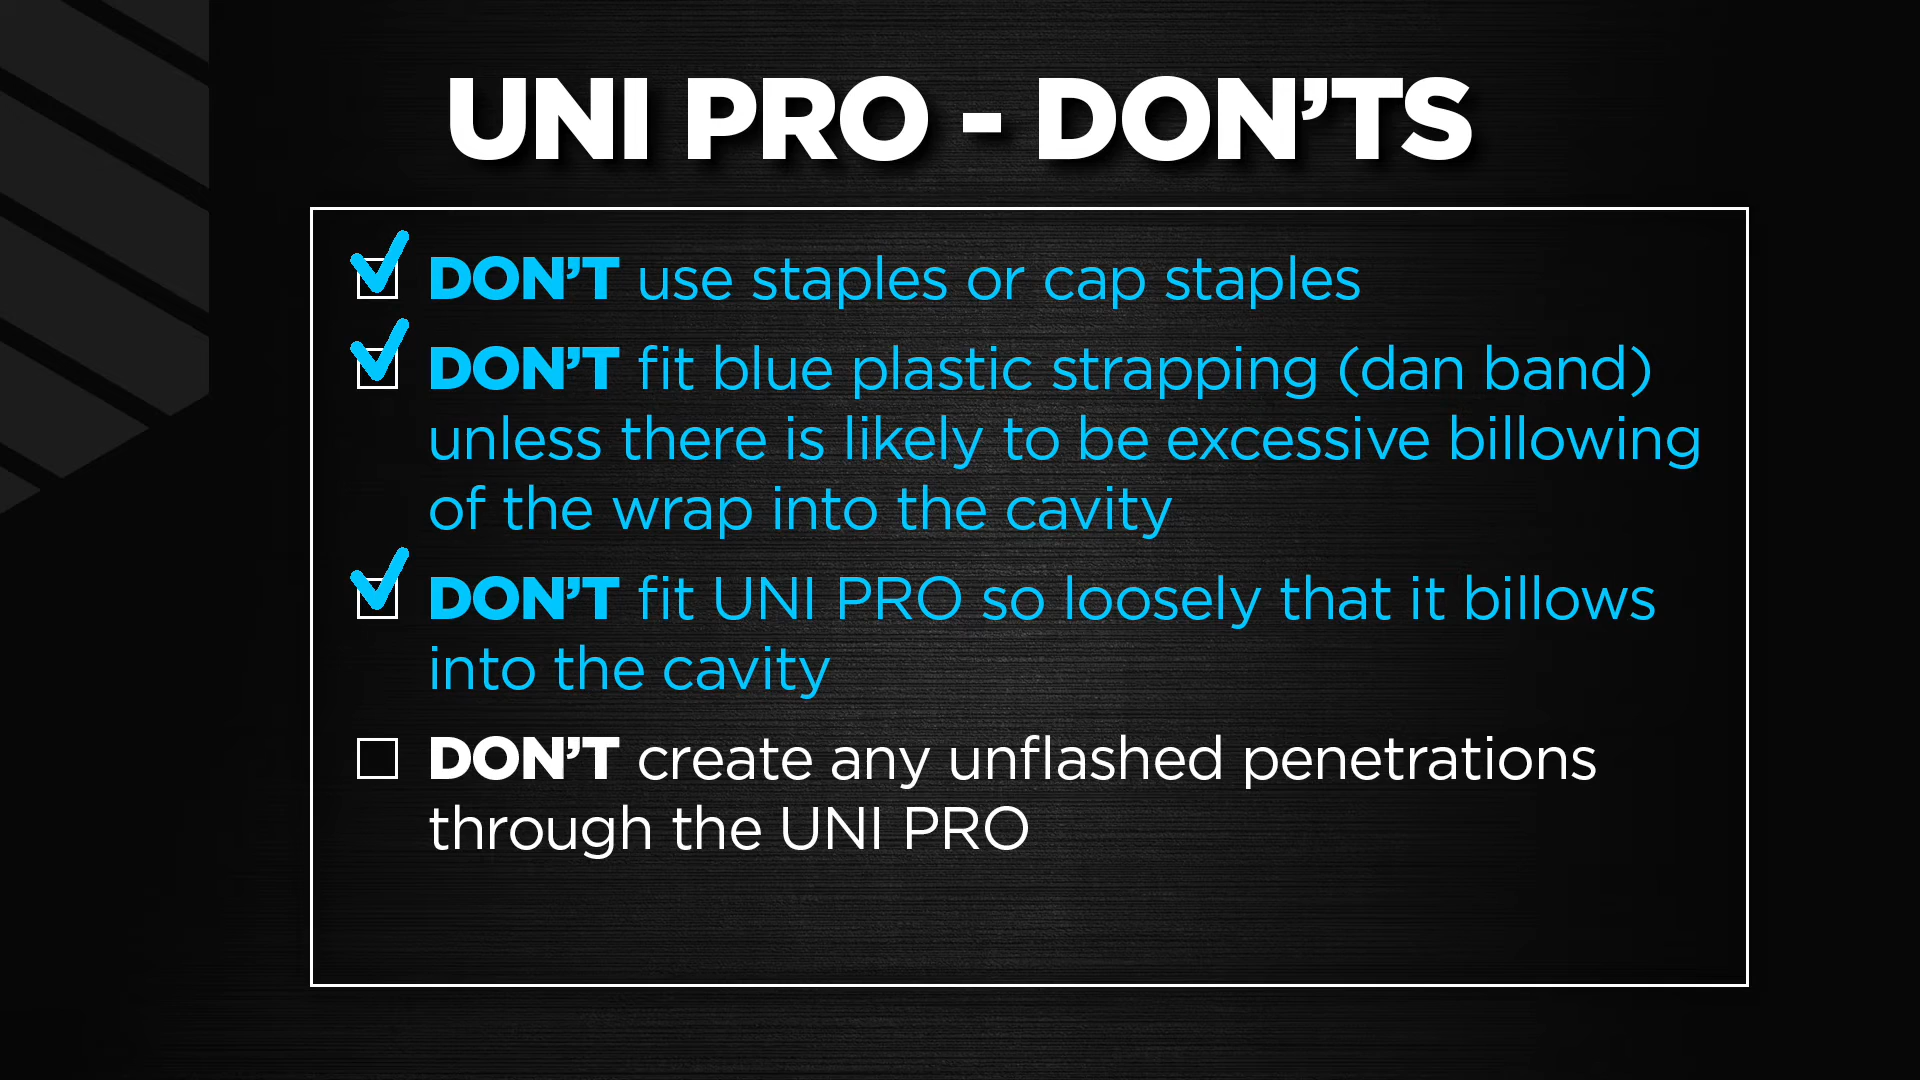 UNI PRO - DON’TS
DON’T use staples or cap staples
DON’T fit blue plastic strapping (dan band)
unless there is likely to be excessive billowing
of the wrap into the cavity
DON’T fit UNI PRO so loosely that it billows
into the cavity
DON’T create any unflashed penetrations
through the UNI PRO